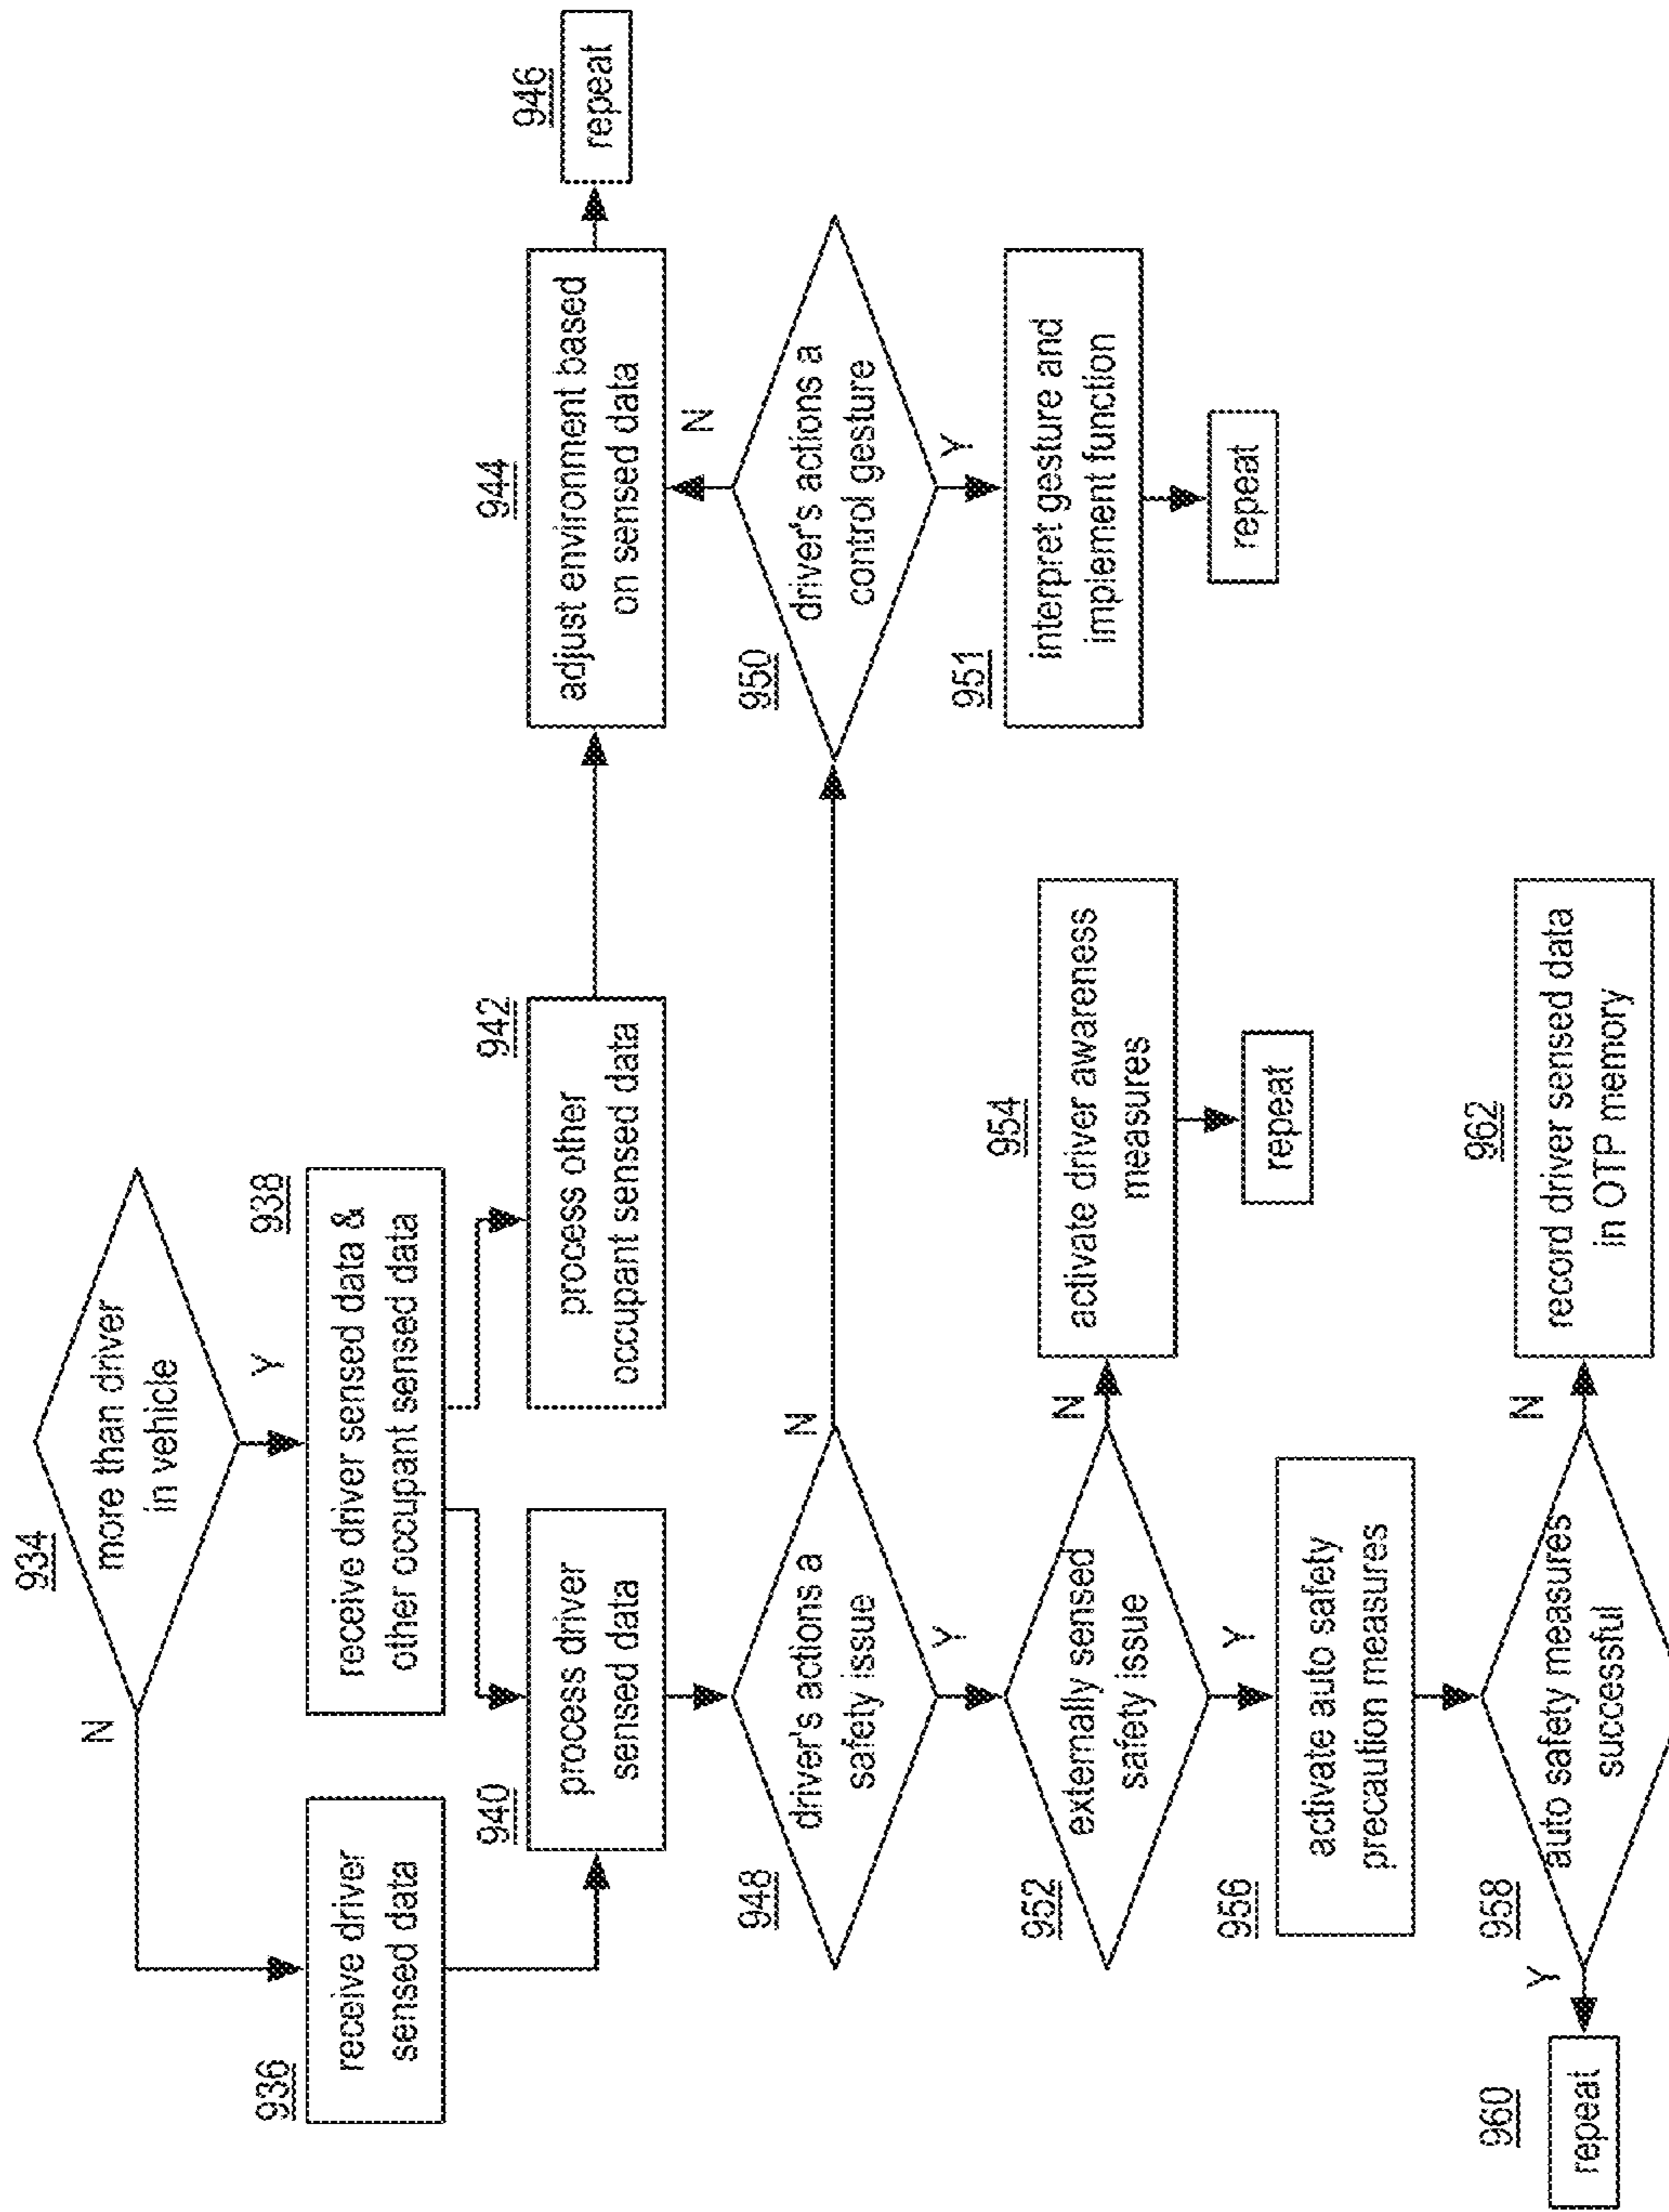 934
more than driver
in vehicle
N
Y
936
receive driver
sensed data
938
receive driver sensed data &
other occupant sensed data
940
process driver
sensed data
942
process other
occupant sensed data
944
adjust environment based
on sensed data
946
repeat
948
driver's actions a
safety issue
N
Y
950
driver's actions a
control gesture
N
Y
951
interpret gesture and
implement function
repeat
952
externally sensed
safety issue
N
Y
954
activate driver awareness
measures
repeat
956
activate auto safety
precaution measures
958
auto safety measures
successful
Y
N
960
repeat
962
record driver sensed data
in OTP memory